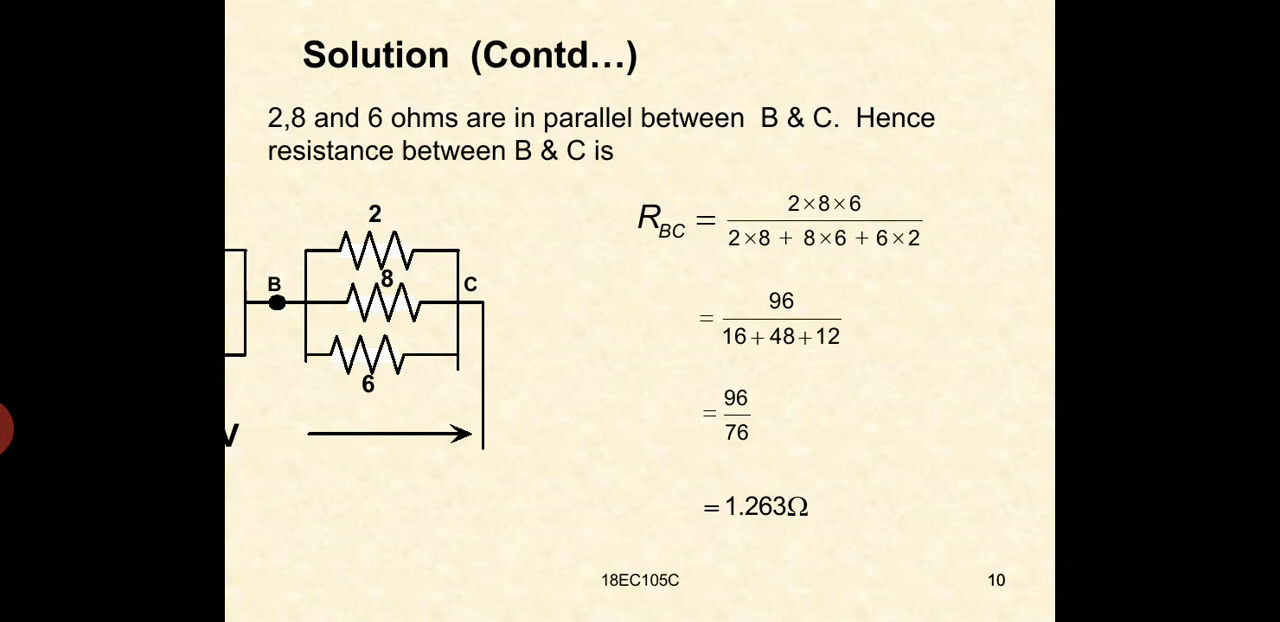 Solution (Contd...)
2,8 and 6 ohms are in parallel between B & C. Hence
resistance between B & C is
2
B
8
C
6
V
R_BC = 2×8×6 / 2×8 + 8×6 + 6×2
= 96 / 16+48+12
= 96 / 76
= 1.263Ω
18EC105C
10